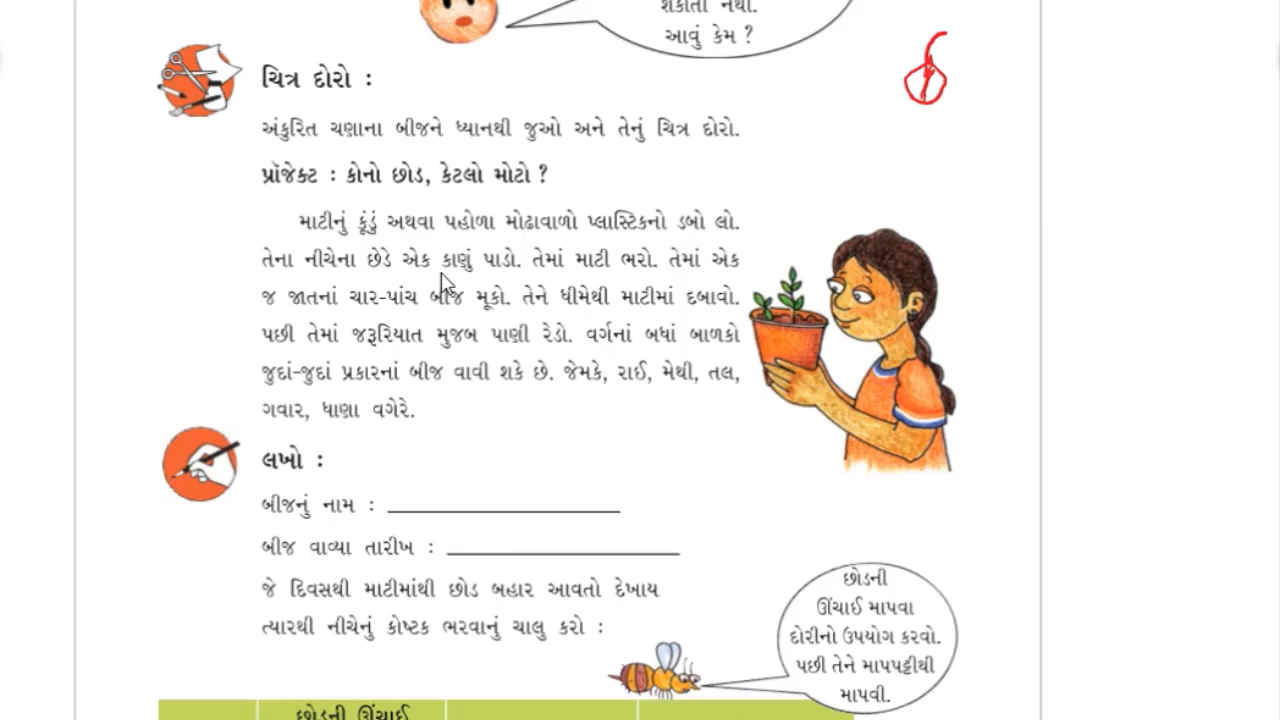 શકાતા નથી.
આવું કેમ ?
ચિત્ર દોરો :
અંકુરિત ચણાના બીજને ધ્યાનથી જુઓ અને તેનું ચિત્ર દોરો.
પ્રૉજેક્ટ : કોનો છોડ, કેટલો મોટો ?
માટીનું કૂંડું અથવા પહોળા મોઢાવાળો પ્લાસ્ટિકનો ડબો લો.
તેના નીચેના છેડે એક કાણું પાડો. તેમાં માટી ભરો. તેમાં એક
જ જાતનાં ચાર-પાંચ બીજ મૂકો. તેને ધીમેથી માટીમાં દબાવો.
પછી તેમાં જરૂરિયાત મુજબ પાણી રેડો. વર્ગનાં બધાં બાળકો
જુદાં-જુદાં પ્રકારનાં બીજ વાવી શકે છે. જેમકે, રાઈ, મેથી, તલ,
ગવાર, ધાણા વગેરે.
લખો :
બીજનું નામ :
બીજ વાવ્યા તારીખ :
જે દિવસથી માટીમાંથી છોડ બહાર આવતો દેખાય
ત્યારથી નીચેનું કોષ્ટક ભરવાનું ચાલુ કરો :
છોડની
ઊંચાઈ માપવા
દોરીનો ઉપયોગ કરવો.
પછી તેને માપપટ્ટીથી
માપવી.
છોડની ઊંચાઈ